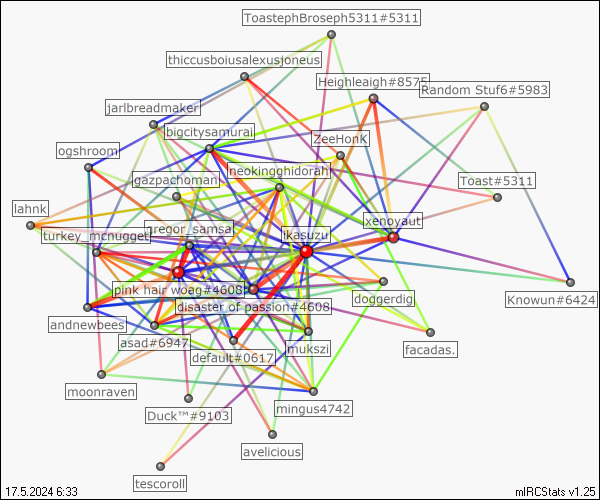 ToastephBroseph5311#5311
thiccusboiusalexusjoneus
Heighleaigh#8575
Random Stuf6#5983
jarlbreadmaker
bigcitysamurai
ZeeHonk
ogshroom
neokingghidorah
gazpachoman
Toast#5311
lahnk
xenoyaut
gregor_samsa
ikasuzu
turkey_mcnugget
pink hair woag#4608
disaster of passion#4608
doggerdig
Knowun#6424
andnewbees
asad#6947
default#0617
mukszi
facadas.
moonraven
Duck™#9103
mingus4742
avelicious
tescoroll
17.5.2024 6:33
mIRCStats v1.25